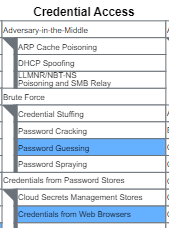 Credential Access
Adversary-in-the-Middle
ARP Cache Poisoning
DHCP Spoofing
LLMNR/NBT-NS
Poisoning and SMB Relay
Brute Force
Credential Stuffing
Password Cracking
Password Guessing
Password Spraying
Credentials from Password Stores
Cloud Secrets Management Stores
Credentials from Web Browsers